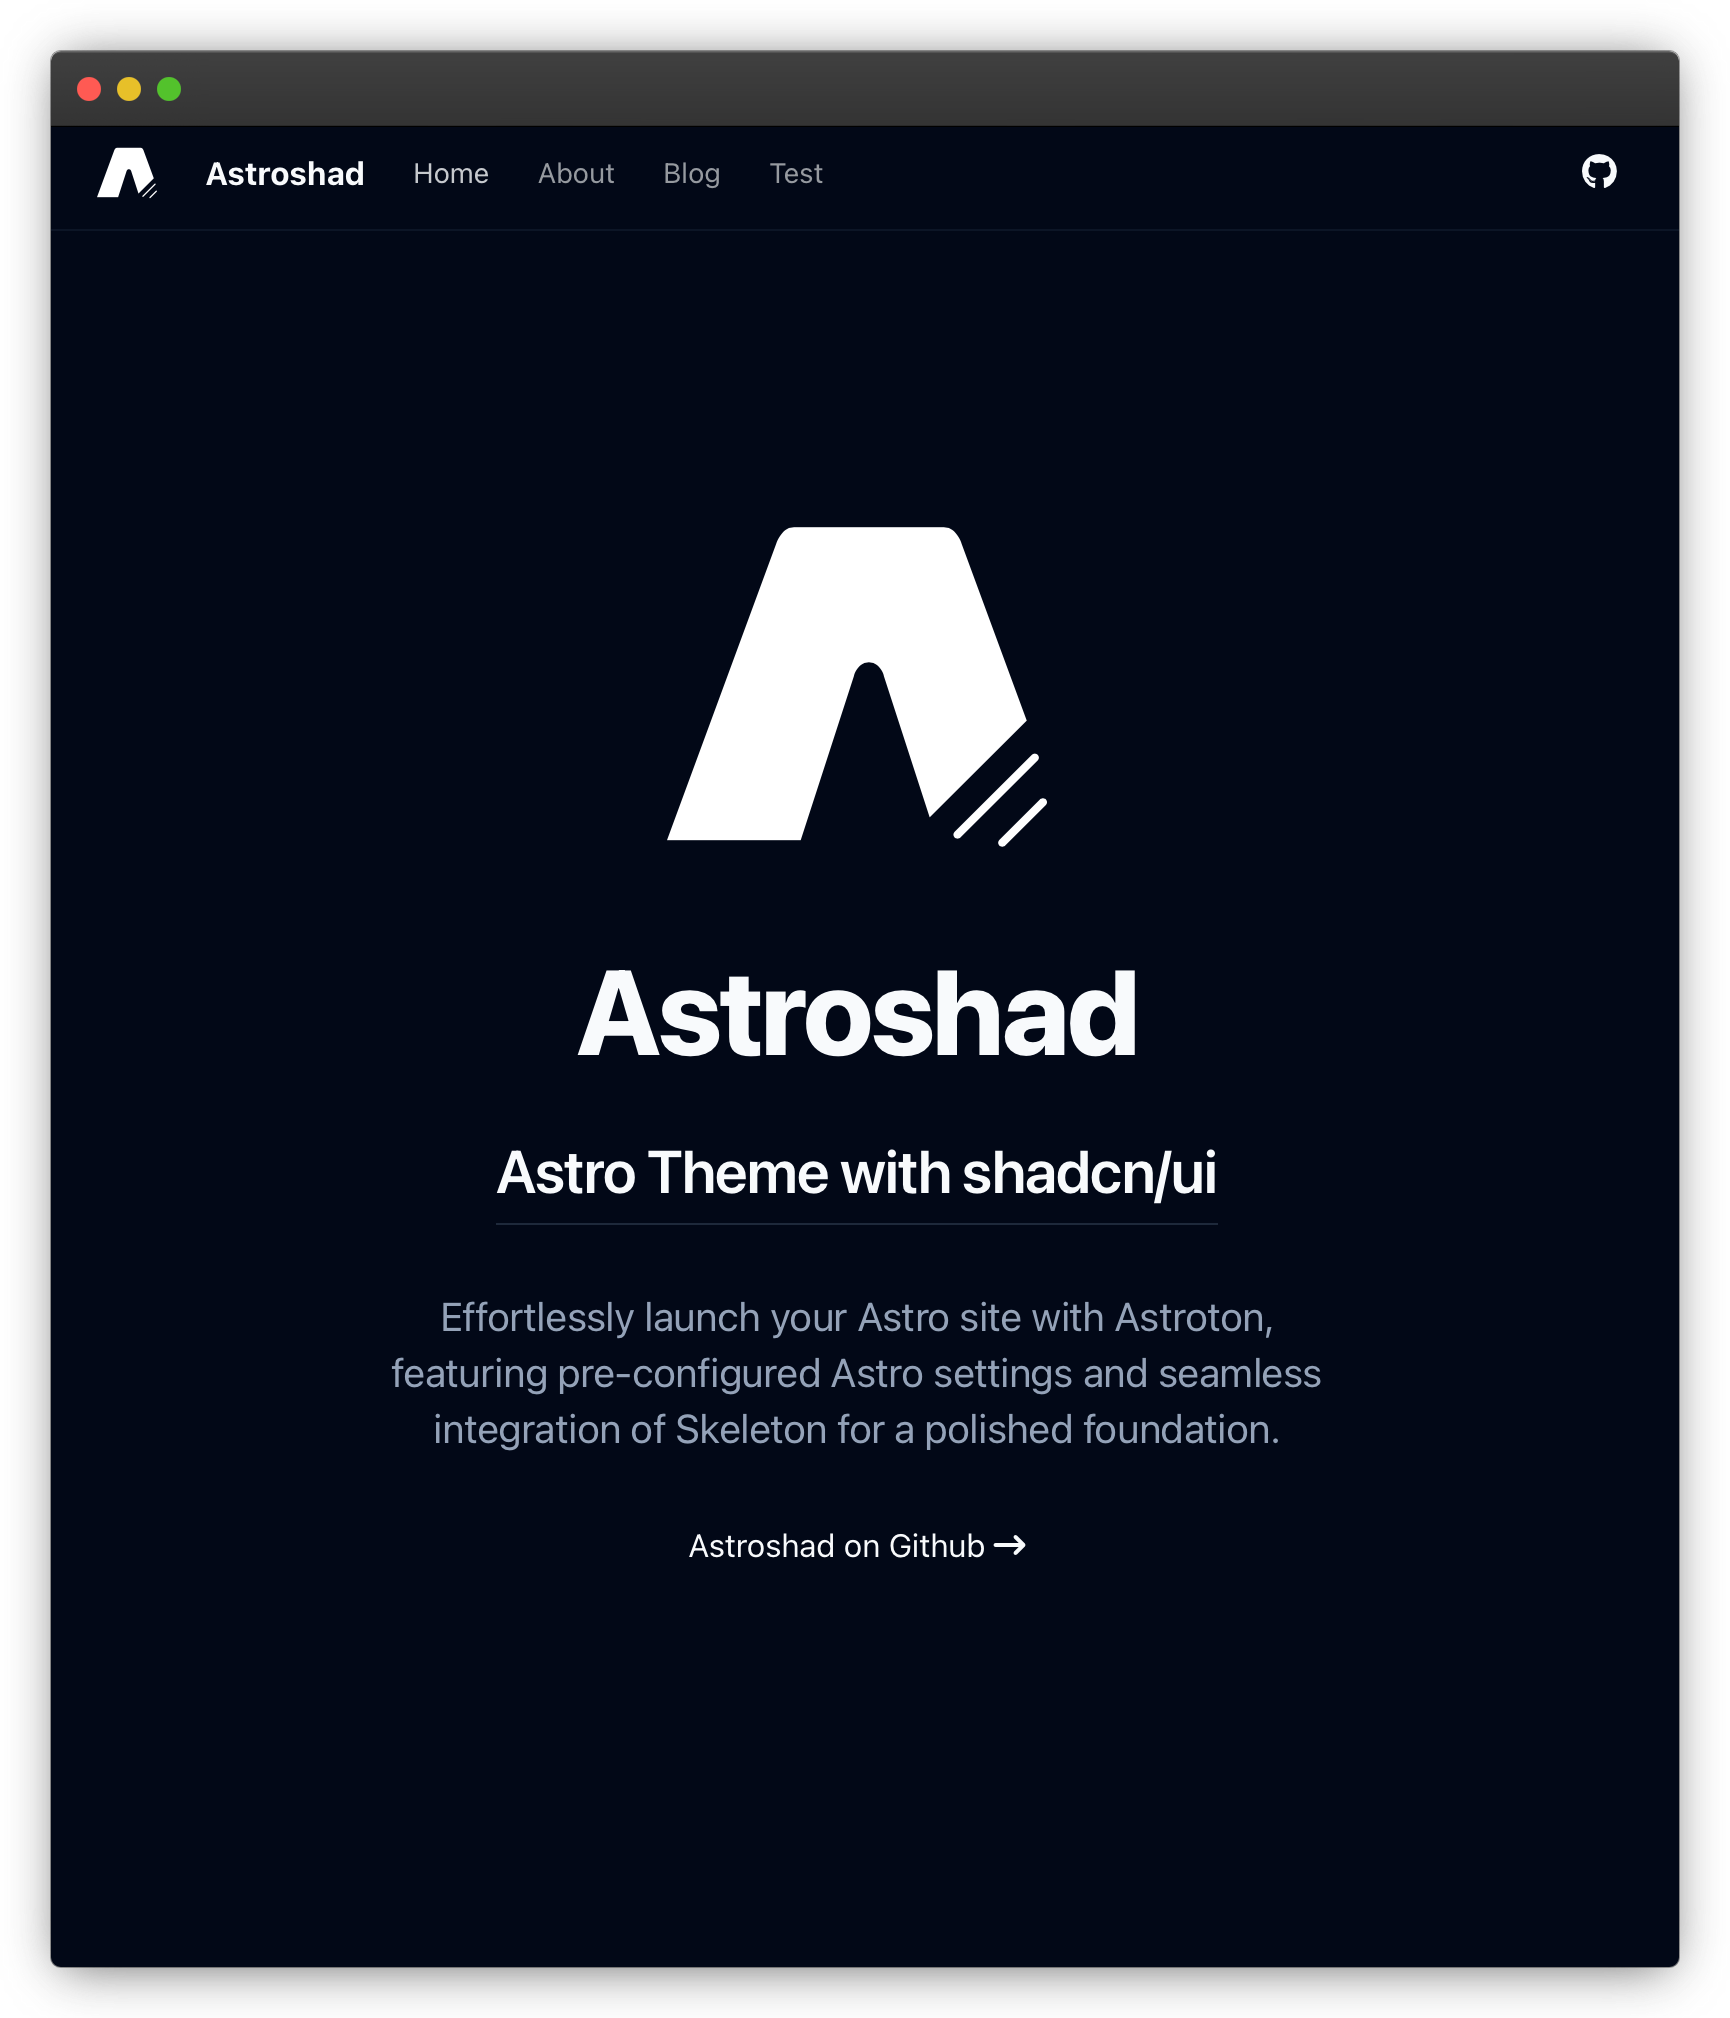 Astroshad Home About Blog Test
Astroshad
Astro Theme with shadcn/ui
Effortlessly launch your Astro site with Astroton,
featuring pre-configured Astro settings and seamless
integration of Skeleton for a polished foundation.
Astroshad on Github